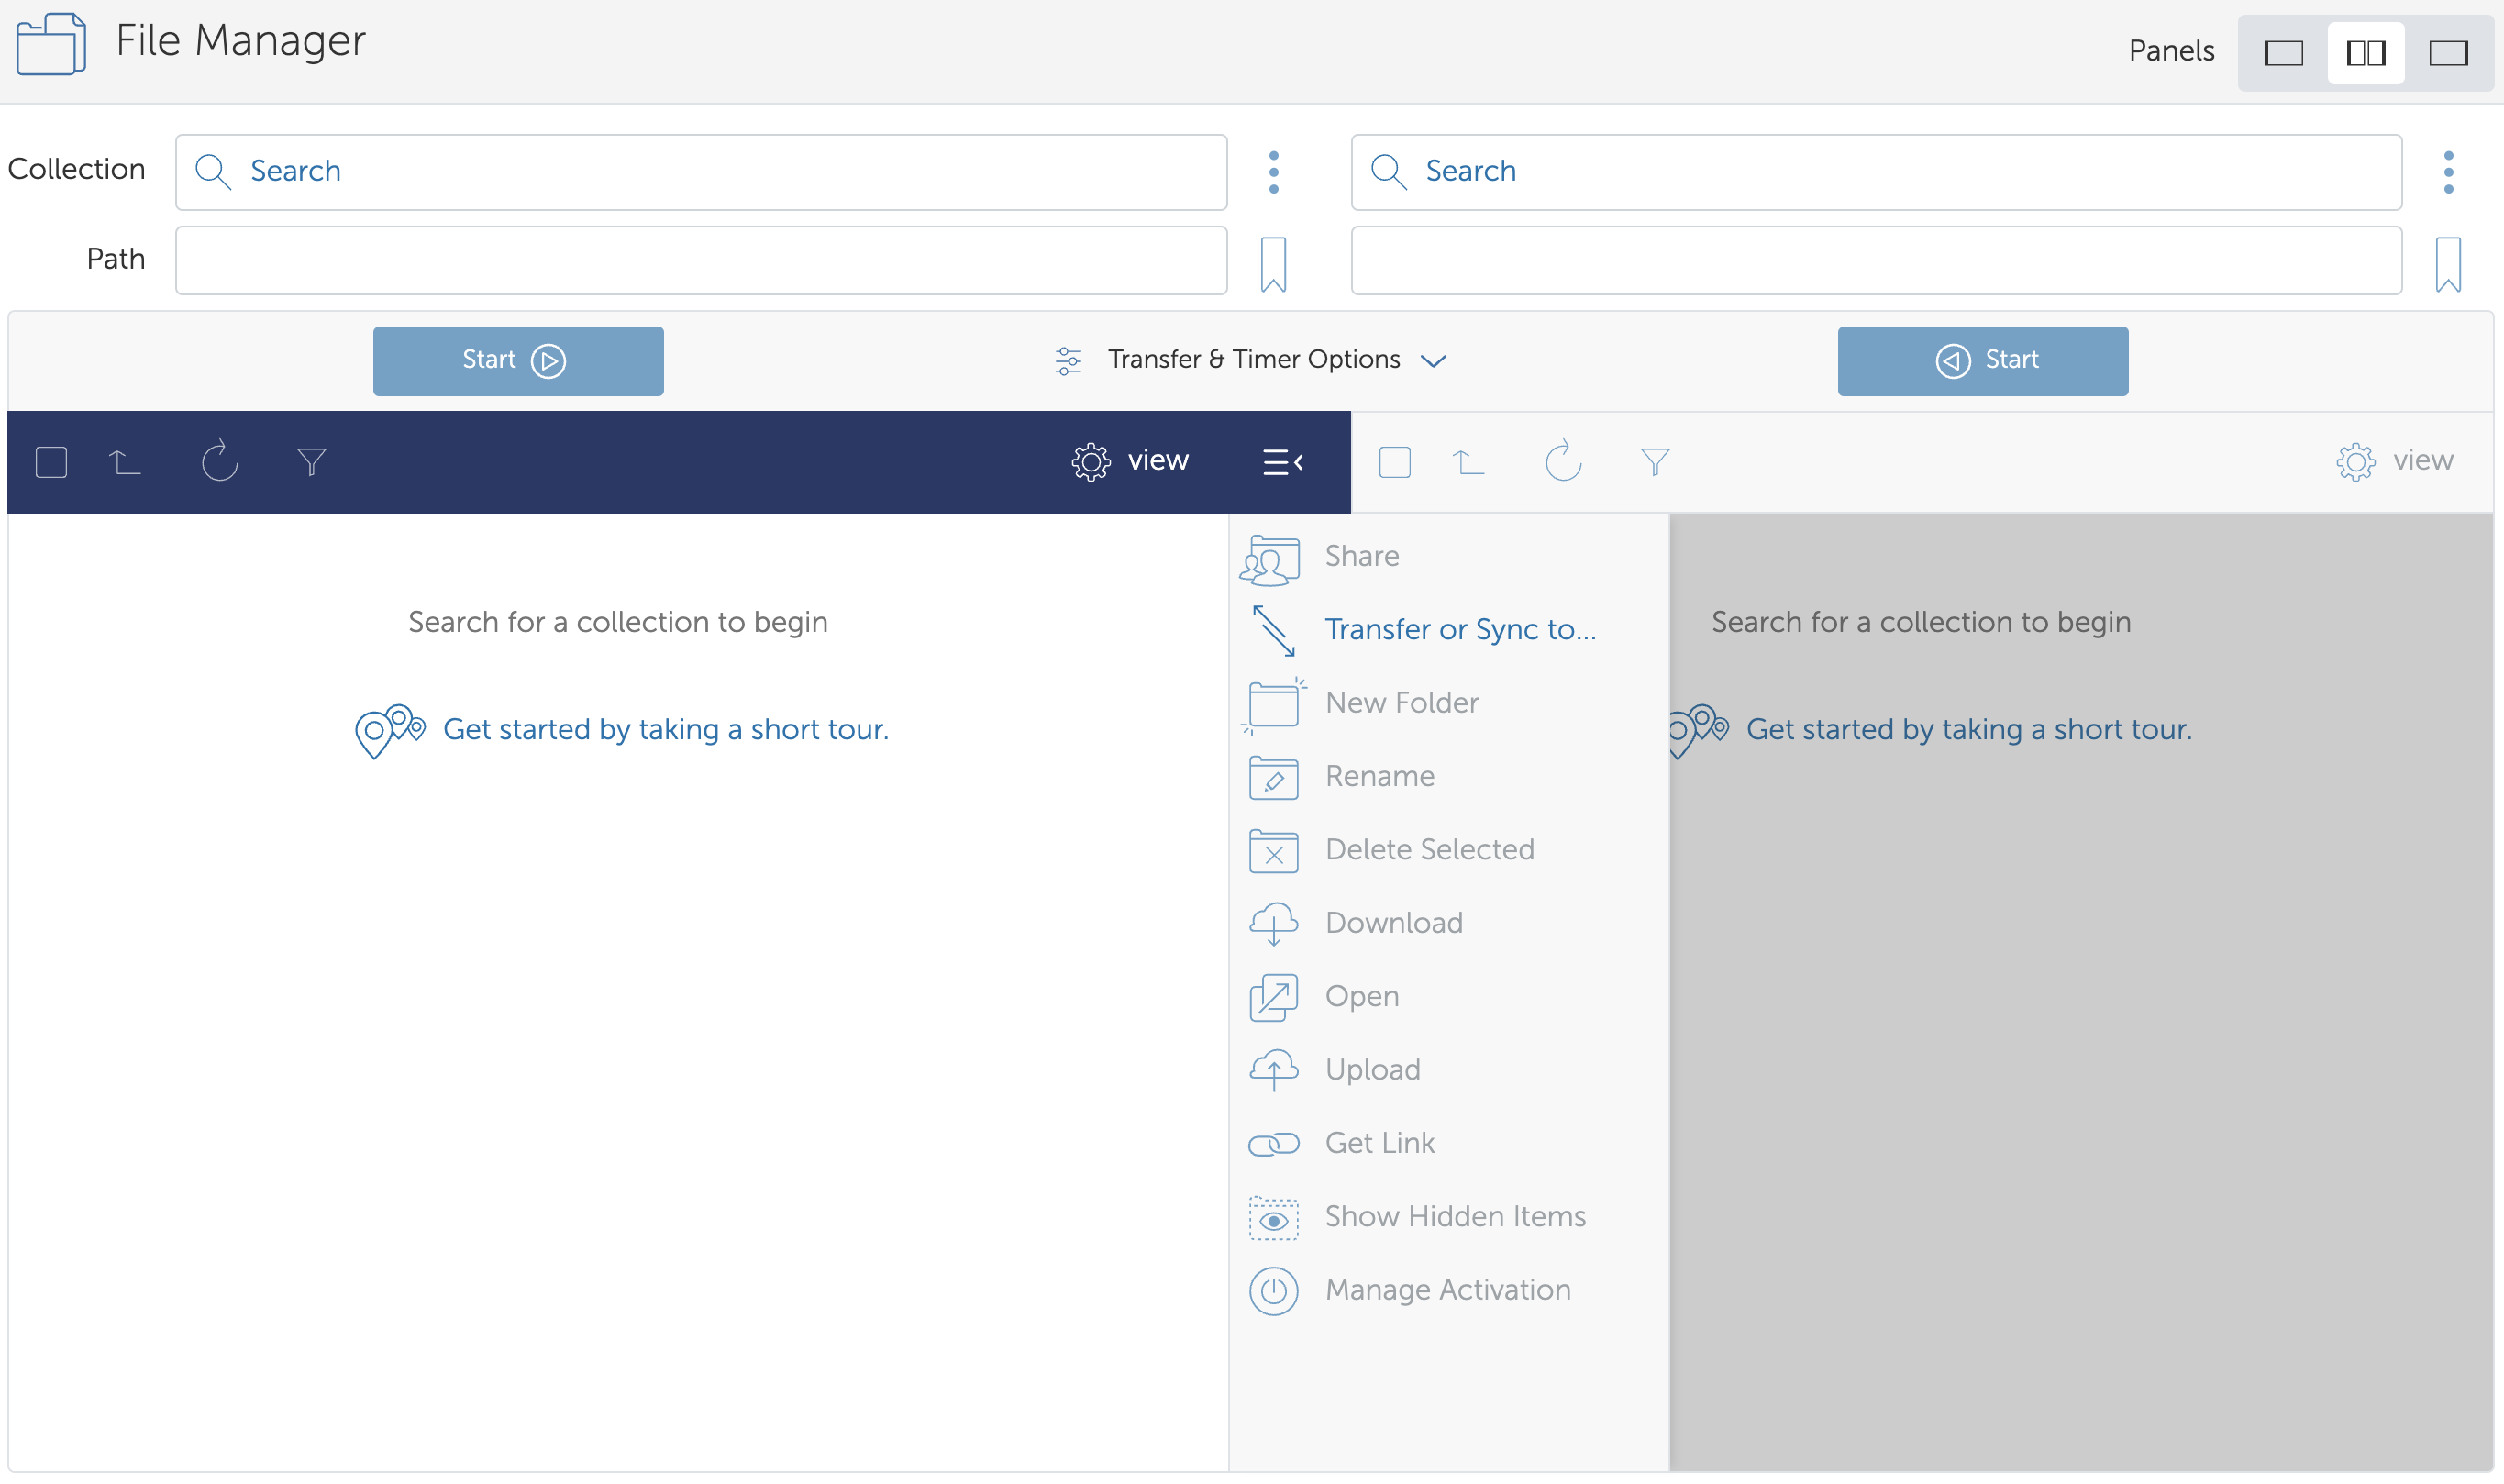 File Manager
Panels
Collection
Search
Search
Path
Start
Transfer & Timer Options
Start
view
view
Search for a collection to begin
Get started by taking a short tour.
Share
Transfer or Sync to...
New Folder
Rename
Delete Selected
Download
Open
Upload
Get Link
Show Hidden Items
Manage Activation
Search for a collection to begin
Get started by taking a short tour.